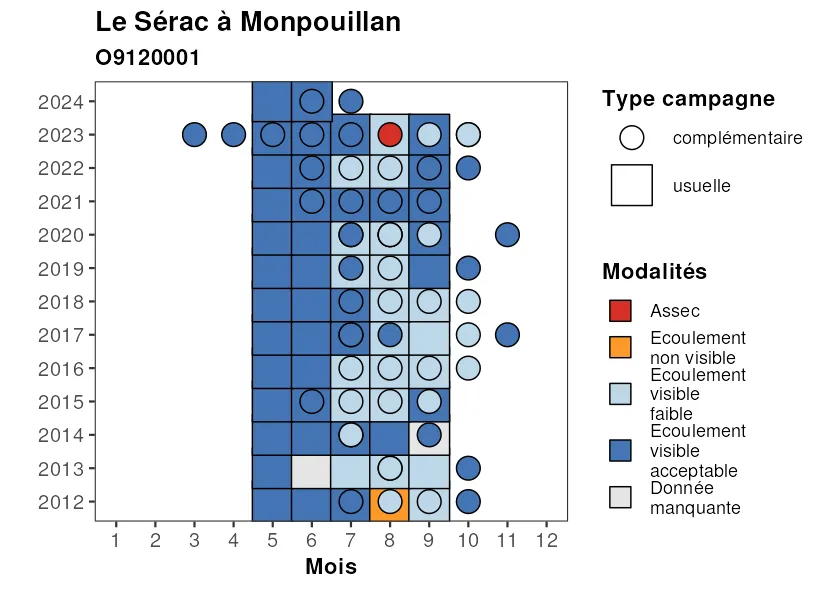 Le Sérac à Monpouillan
O9120001
2024
2023
2022
2021
2020
2019
2018
2017
2016
2015
2014
2013
2012
1 2 3 4 5 6 7 8 9 10 11 12
Mois
Type campagne
complémentaire
usuelle
Modalités
Assec
Ecoulement
non visible
Ecoulement
visible
faible
Ecoulement
visible
acceptable
Donnée
manquante